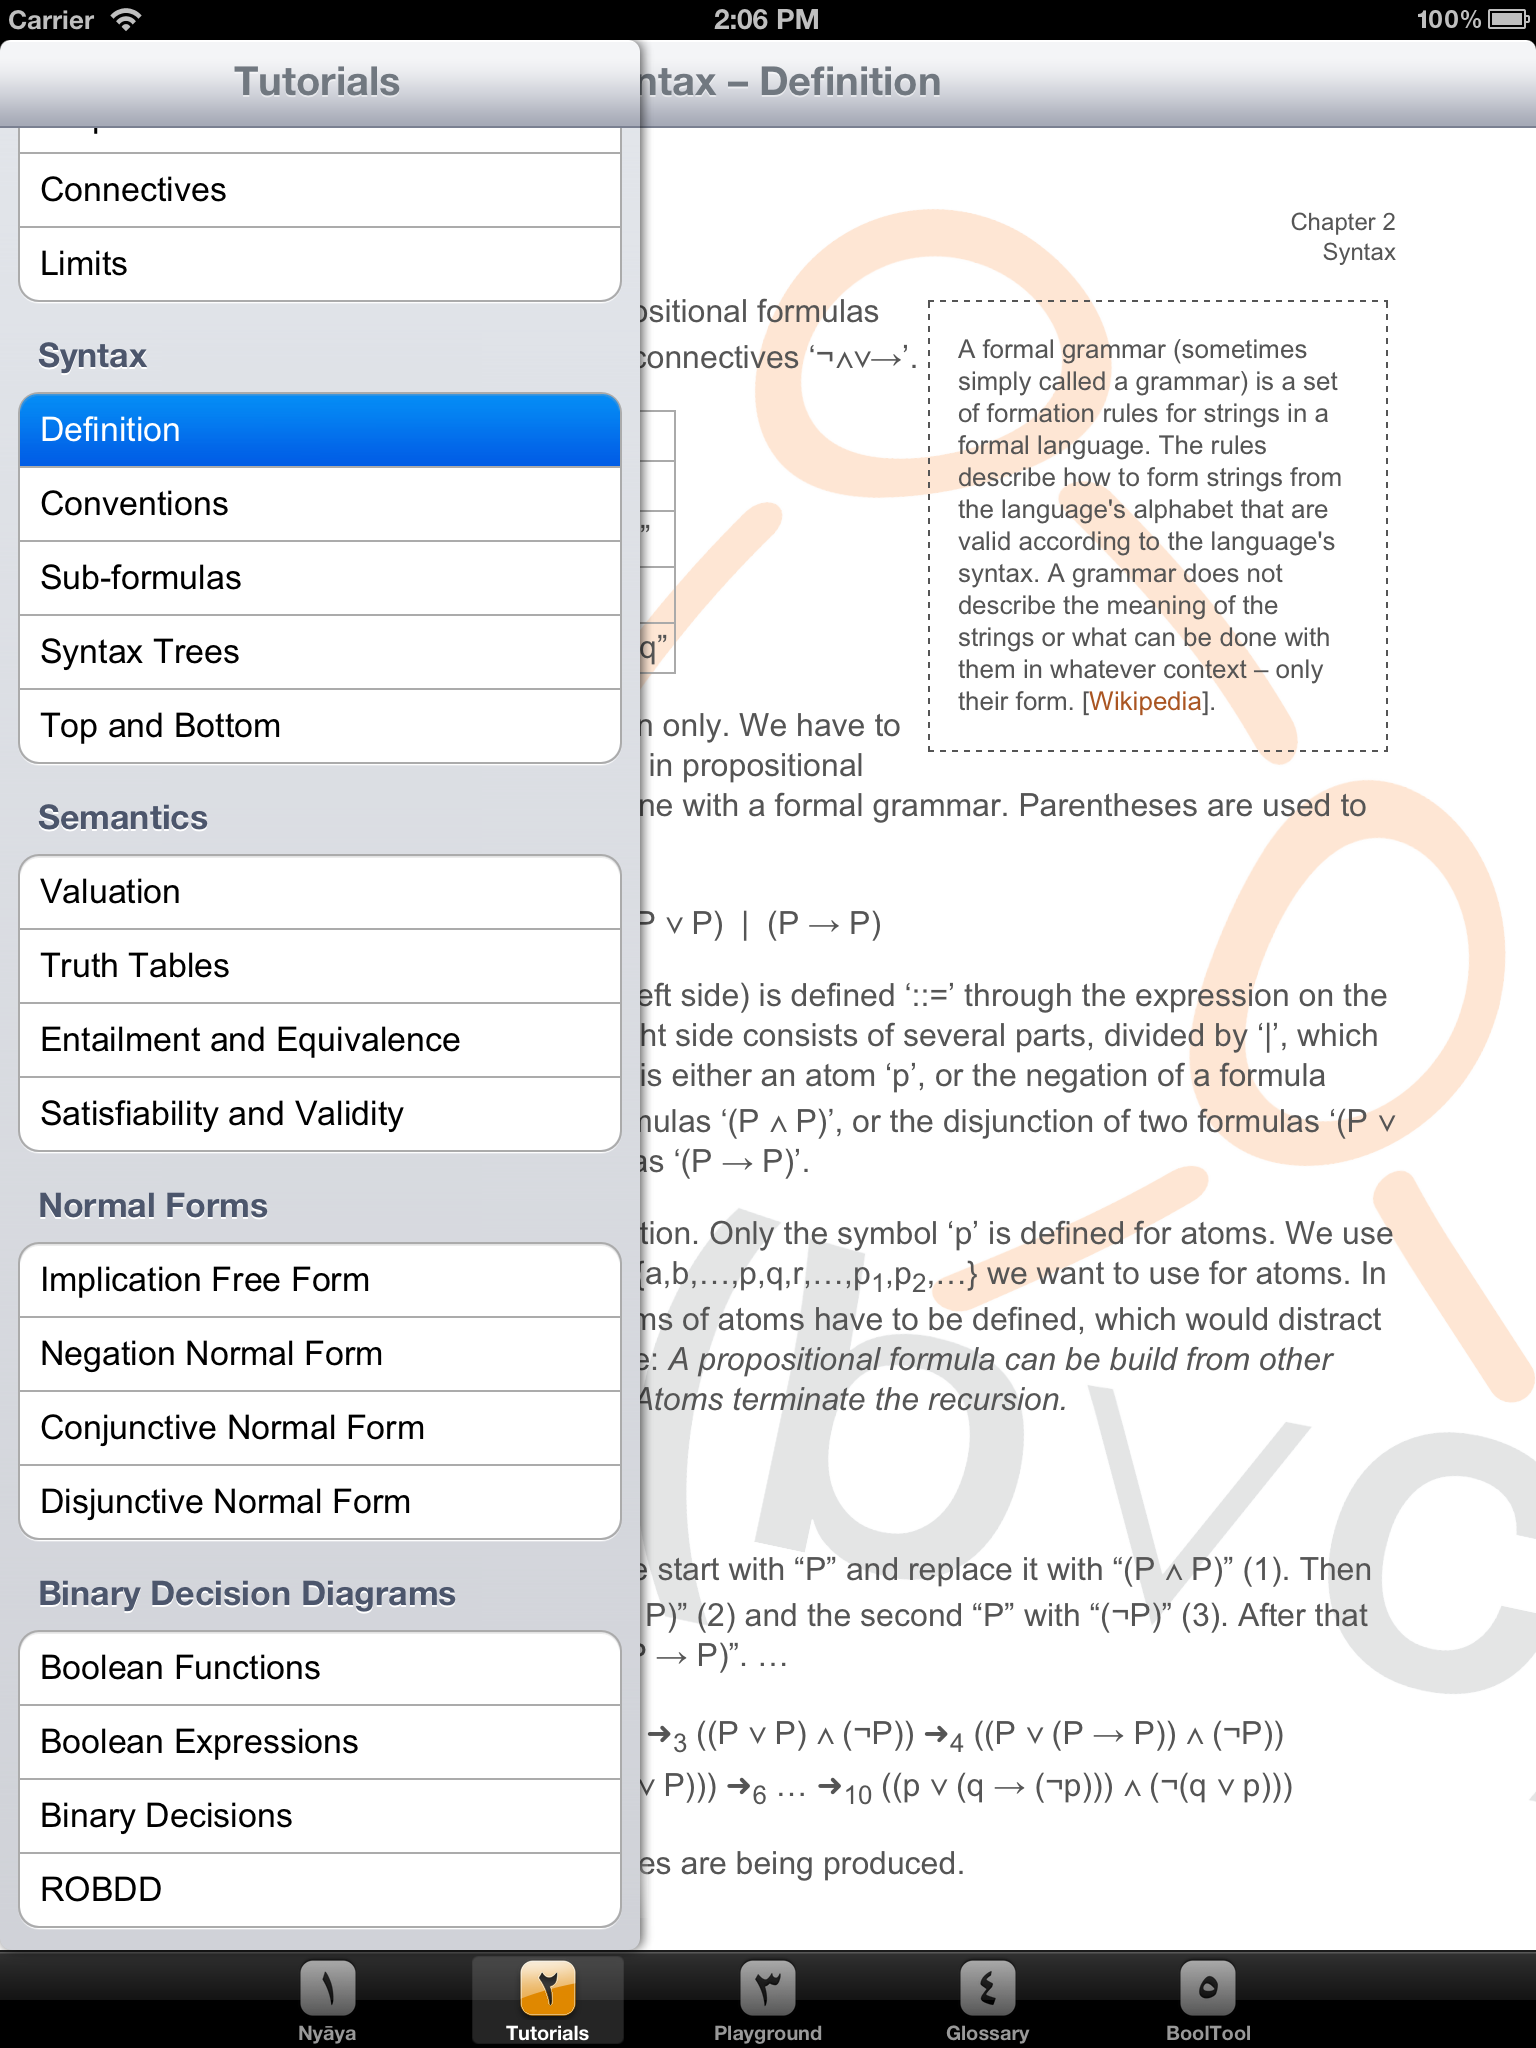 Carrier 2:06 PM 100%
Tutorials
ntax – Definition
Connectives
Limits
Syntax
Definition
Conventions
Sub-formulas
Syntax Trees
Top and Bottom
Semantics
Valuation
Truth Tables
Entailment and Equivalence
Satisfiability and Validity
Normal Forms
Implication Free Form
Negation Normal Form
Conjunctive Normal Form
Disjunctive Normal Form
Binary Decision Diagrams
Boolean Functions
Boolean Expressions
Binary Decisions
ROBDD
Chapter 2
Syntax
ositional formulas
connectives ‘¬∧∨→’.
”
q”
A formal grammar (sometimes
simply called a grammar) is a set
of formation rules for strings in a
formal language. The rules
describe how to form strings from
the language's alphabet that are
valid according to the language's
syntax. A grammar does not
describe the meaning of the
strings or what can be done with
them in whatever context – only
their form. [Wikipedia].
n only. We have to
in propositional
ne with a formal grammar. Parentheses are used to
P ∨ P) | (P → P)
eft side) is defined ‘::=’ through the expression on the
ht side consists of several parts, divided by ‘|’, which
is either an atom ‘p’, or the negation of a formula
mulas ‘(P ∧ P)’, or the disjunction of two formulas ‘(P ∨
as ‘(P → P)’.
tion. Only the symbol ‘p’ is defined for atoms. We use
{a,b,…,p,q,r,…,p₁,p₂,…} we want to use for atoms. In
ms of atoms have to be defined, which would distract
e: A propositional formula can be build from other
Atoms terminate the recursion.
(b ∨ c
e start with “P” and replace it with “(P ∧ P)” (1). Then
P)” (2) and the second “P” with “(¬P)” (3). After that
P → P)”. …
➜₃ ((P ∨ P) ∧ (¬P)) ➜₄ ((P ∨ (P → P)) ∧ (¬P))
∨ P))) ➜₆ … ➜₁₀ ((p ∨ (q → (¬p))) ∧ (¬(q ∨ p)))
es are being produced.
١ ٢ ٣ ٤ ٥
Nyāya Tutorials Playground Glossary BoolTool